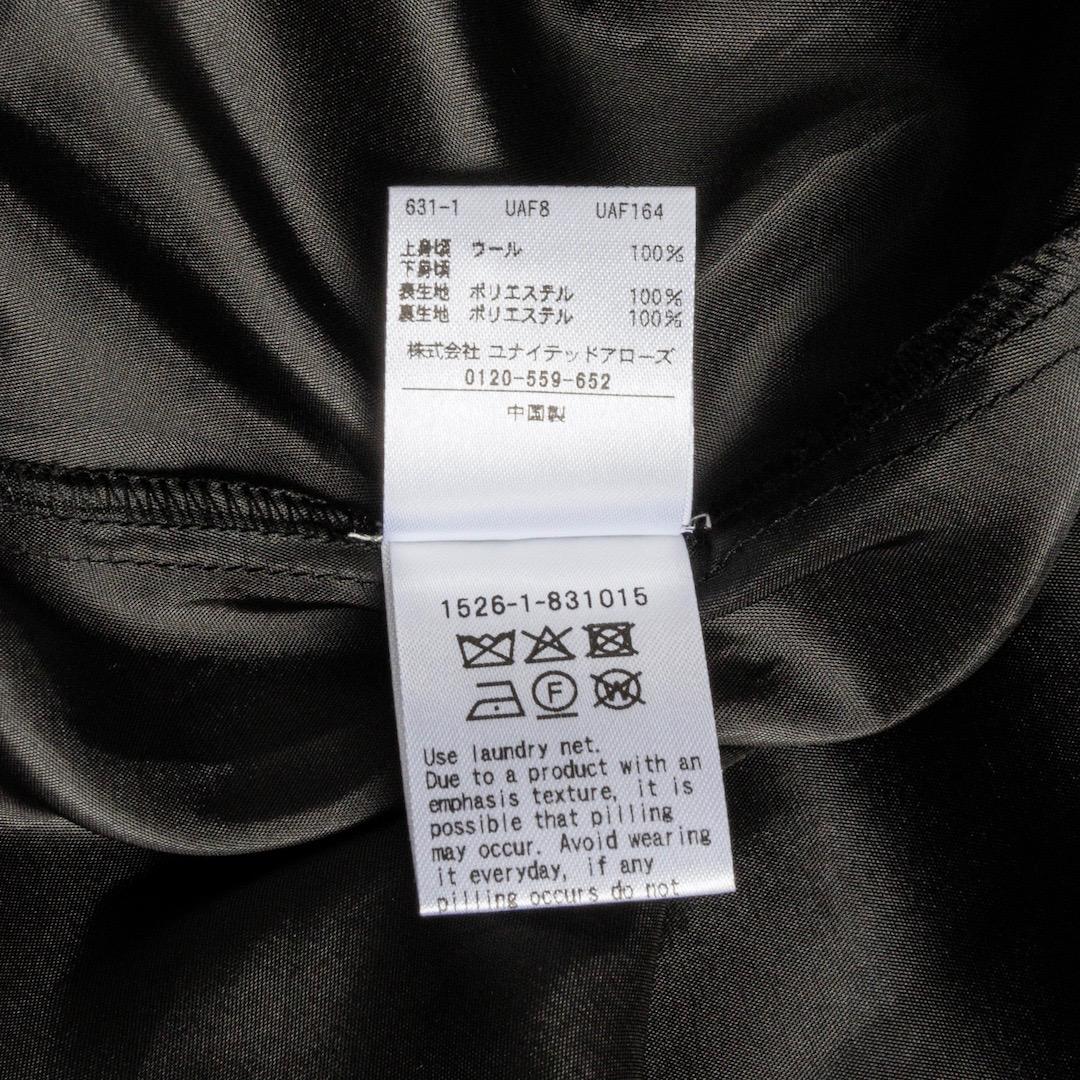 631-1 UAF8 UAF164
上身頃 ウール 100%
下身頃
表生地 ポリエステル 100%
裏生地 ポリエステル 100%
株式会社 ユナイテッドアローズ
0120-559-652
中国製
1526-1-831015
F W
Use laundry net.
Due to a product with an
emphasis texture, it is
possible that pilling
may occur. Avoid wearing
it everyday, if any
pilling occurs do not